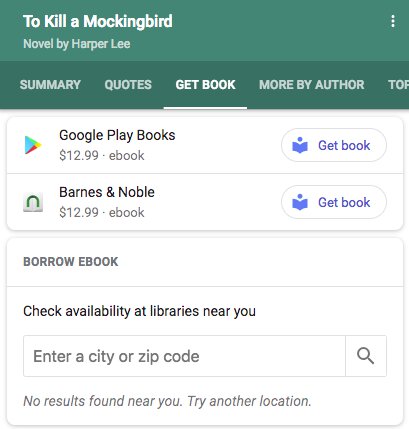 To Kill a Mockingbird
Novel by Harper Lee
SUMMARY QUOTES GET BOOK MORE BY AUTHOR TOP
Google Play Books
$12.99 · ebook
Get book
Barnes & Noble
$12.99 · ebook
Get book
BORROW EBOOK
Check availability at libraries near you
Enter a city or zip code
No results found near you. Try another location.